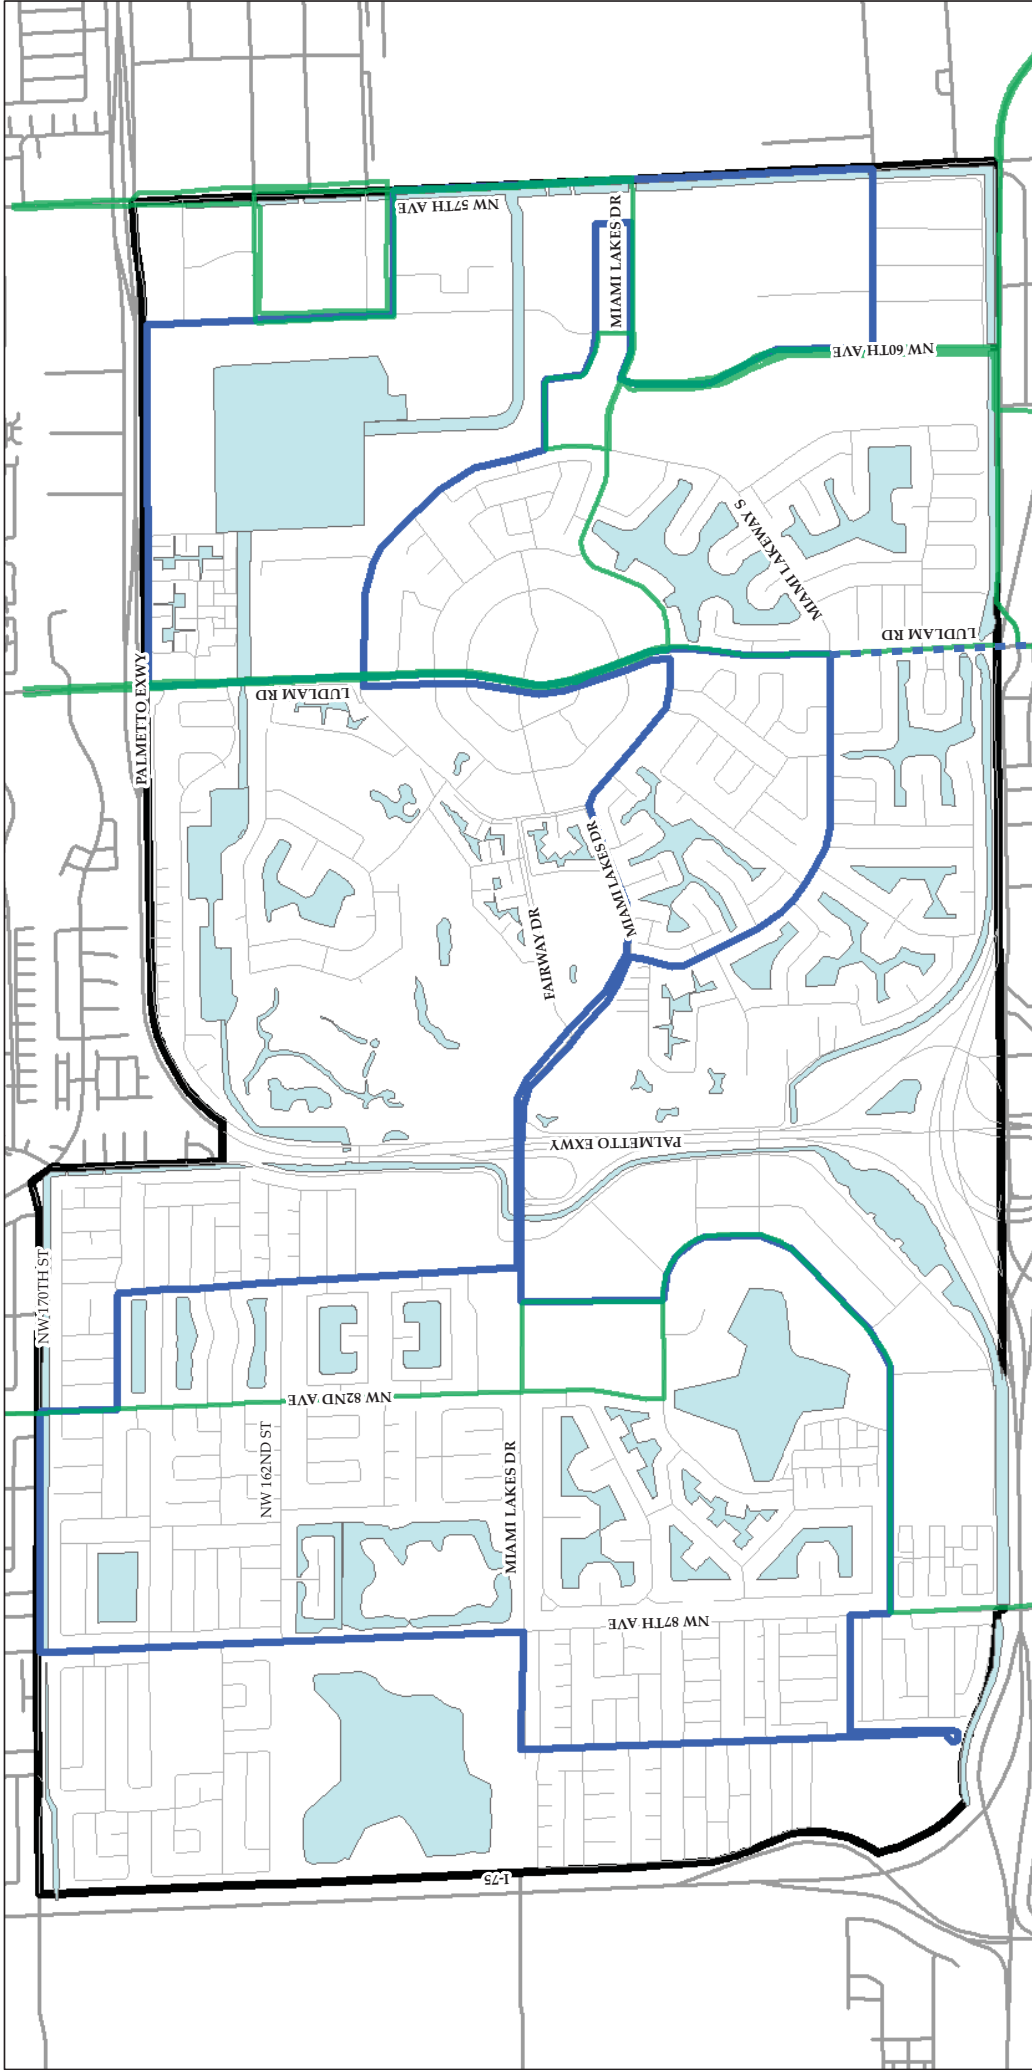 NW 57TH AVE
MIAMI LAKES DR
NW 60TH AVE
MIAMI LAKEWAY S
LUDLAM RD
PALMETTO EXWY
LUDLAM RD
MIAMI LAKES DR
FAIRWAY DR
PALMETTO EXWY
NW 170TH ST
NW 82ND AVE
NW 162ND ST
MIAMI LAKES DR
NW 87TH AVE
I-75